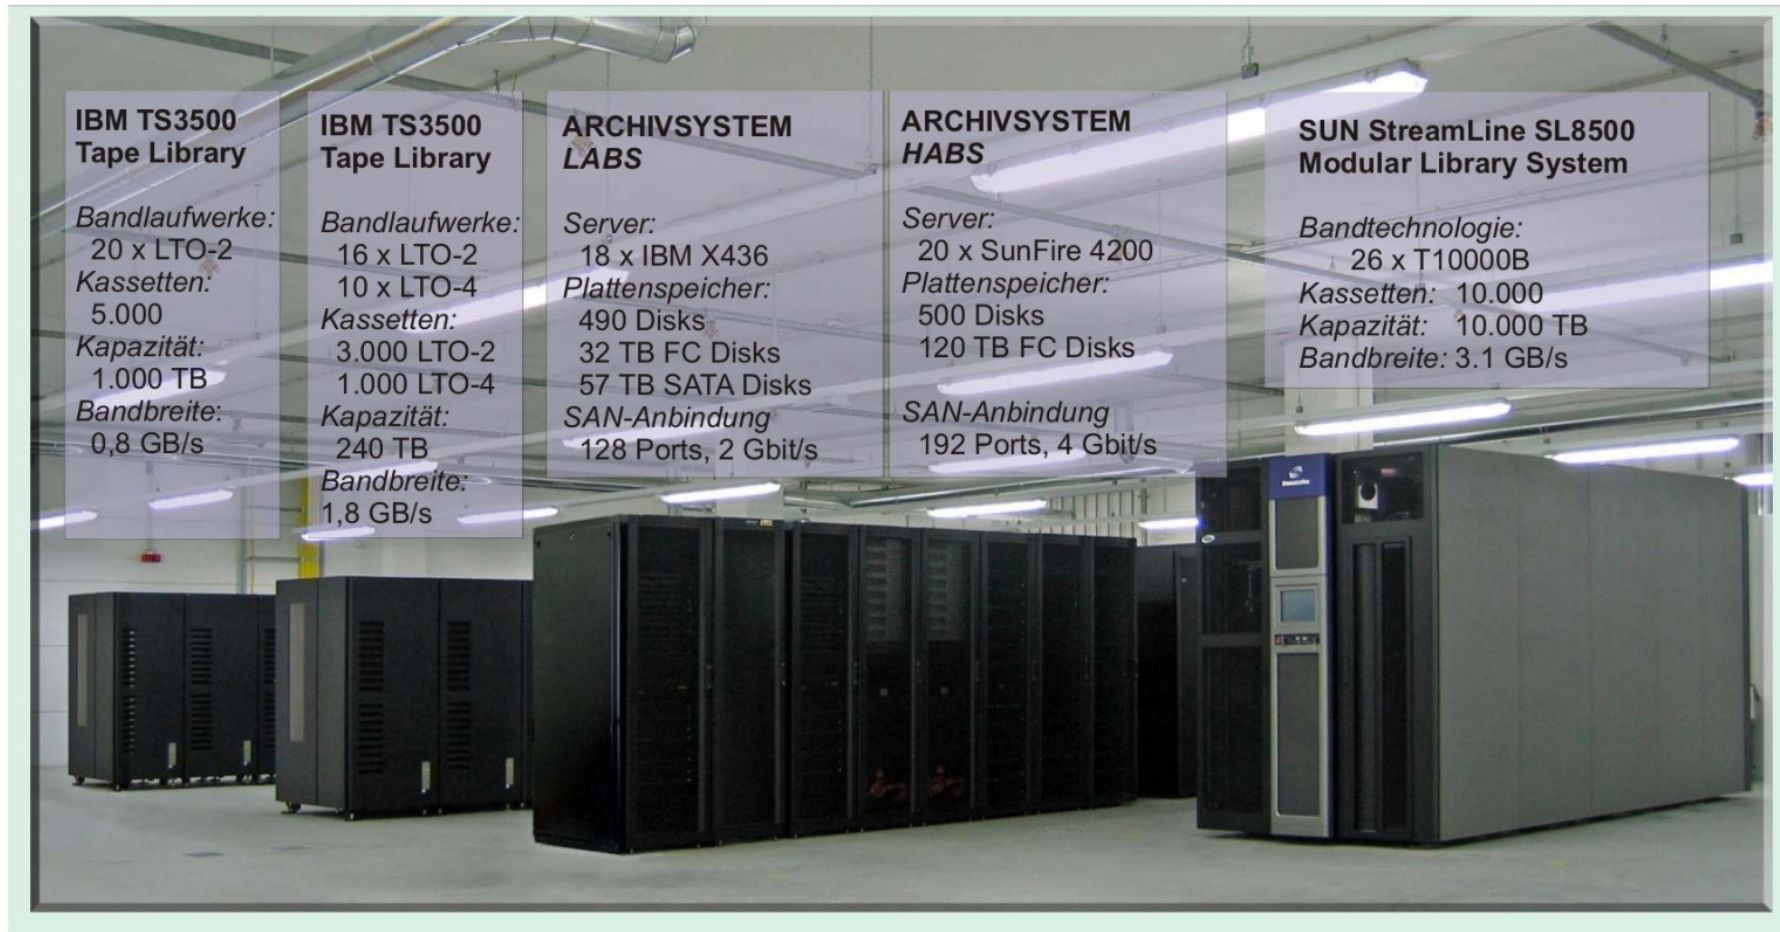 IBM TS3500
Tape Library
Bandlaufwerke:
20 x LTO-2
Kassetten:
5.000
Kapazität:
1.000 TB
Bandbreite:
0,8 GB/s
IBM TS3500
Tape Library
Bandlaufwerke:
16 x LTO-2
10 x LTO-4
Kassetten:
3.000 LTO-2
1.000 LTO-4
Kapazität:
240 TB
Bandbreite:
1,8 GB/s
ARCHIVSYSTEM
LABS
Server:
18 x IBM X436
Plattenspeicher:
490 Disks
32 TB FC Disks
57 TB SATA Disks
SAN-Anbindung
128 Ports, 2 Gbit/s
ARCHIVSYSTEM
HABS
Server:
20 x SunFire 4200
Plattenspeicher:
500 Disks
120 TB FC Disks
SAN-Anbindung
192 Ports, 4 Gbit/s
SUN StreamLine SL8500
Modular Library System
Bandtechnologie:
26 x T10000B
Kassetten: 10.000
Kapazität: 10.000 TB
Bandbreite: 3.1 GB/s